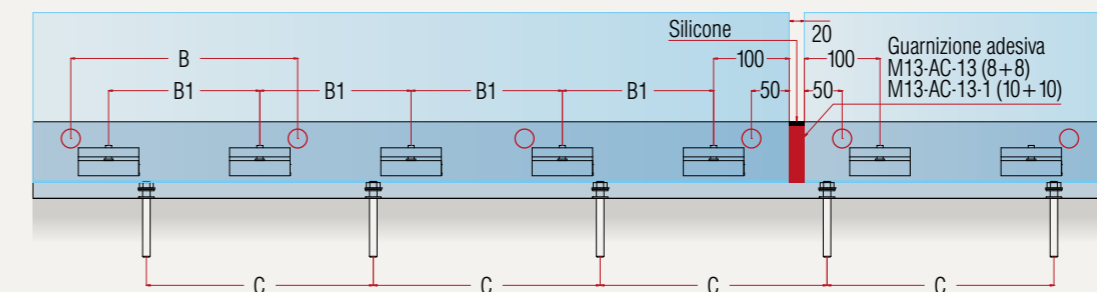 Silicone
20
Guarnizione adesiva
M13-AC-13 (8+8)
M13-AC-13-1 (10+10)
B
100
100
B1
B1
B1
B1
50
50
C
C
C
C